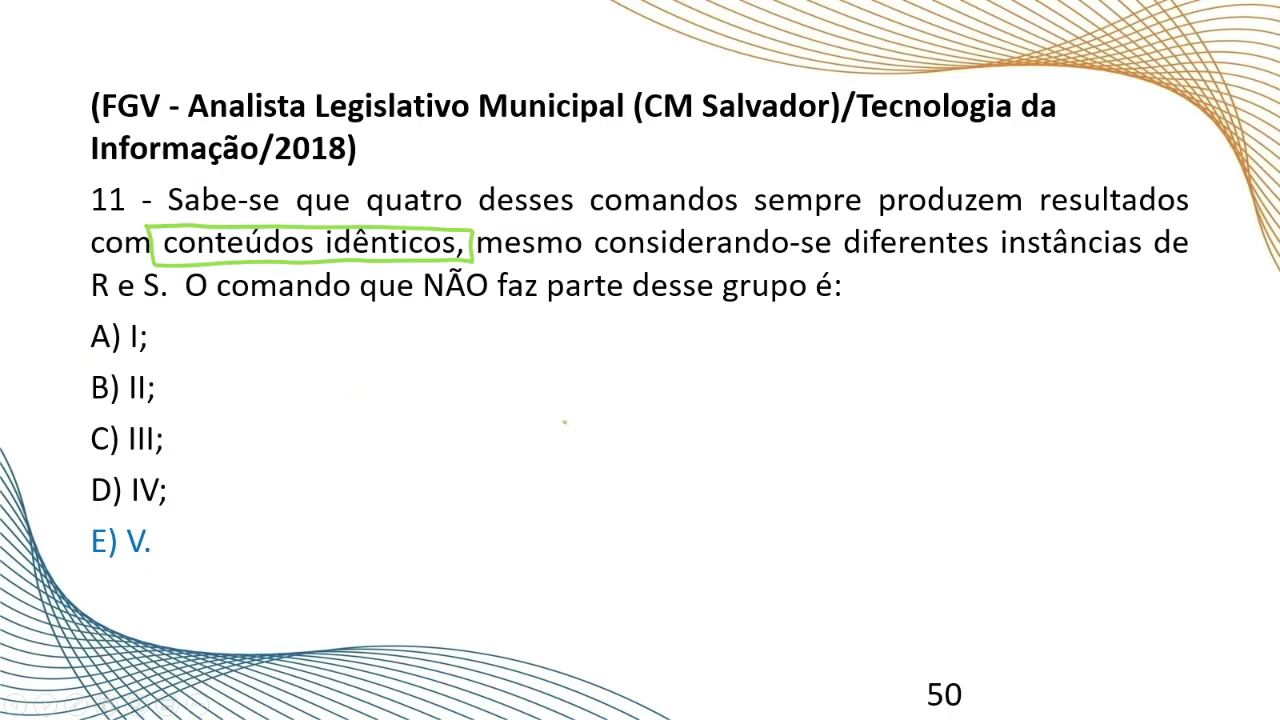 (FGV - Analista Legislativo Municipal (CM Salvador)/Tecnologia da
Informação/2018)
11 - Sabe-se que quatro desses comandos sempre produzem resultados
com conteúdos idênticos, mesmo considerando-se diferentes instâncias de
R e S. O comando que NÃO faz parte desse grupo é:
A) I;
B) II;
C) III;
D) IV;
E) V.
50